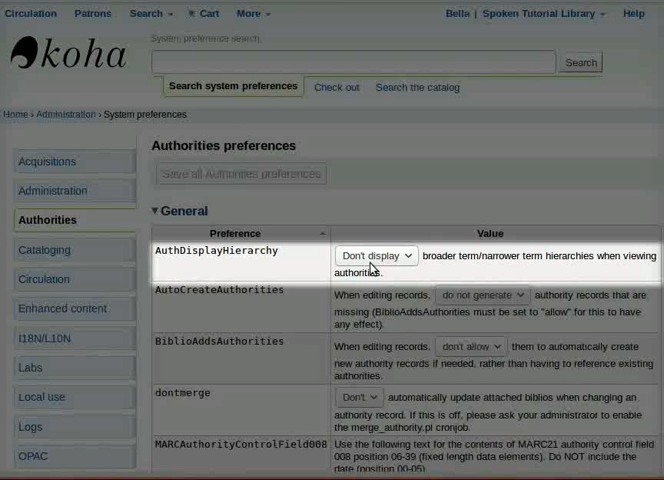 Circulation Patrons Search Cart More Bella | Spoken Tutorial Library Help
koha
System preference search:
Search
Search system preferences Check out Search the catalog
Home › Administration › System preferences
Authorities preferences
Save all Authorities preferences
General
Preference Value
AuthDisplayHierarchy Don't display broader term/narrower term hierarchies when viewing
authorities.
AutoCreateAuthorities When editing records, do not generate authority records that are
missing (BiblioAddsAuthorities must be set to "allow" for this to have
any effect).
BiblioAddsAuthorities When editing records, don't allow them to automatically create
new authority records if needed, rather than having to reference existing
authorities.
dontmerge Don't automatically update attached biblios when changing an
authority record. If this is off, please ask your administrator to enable
the merge_authority.pl cronjob.
MARCAuthorityControlField008 Use the following text for the contents of MARC21 authority control field
008 position 06-39 (fixed length data elements). Do NOT include the
date (position 00-05).
Acquisitions
Administration
Authorities
Cataloging
Circulation
Enhanced content
I18N/L10N
Labs
Local use
Logs
OPAC